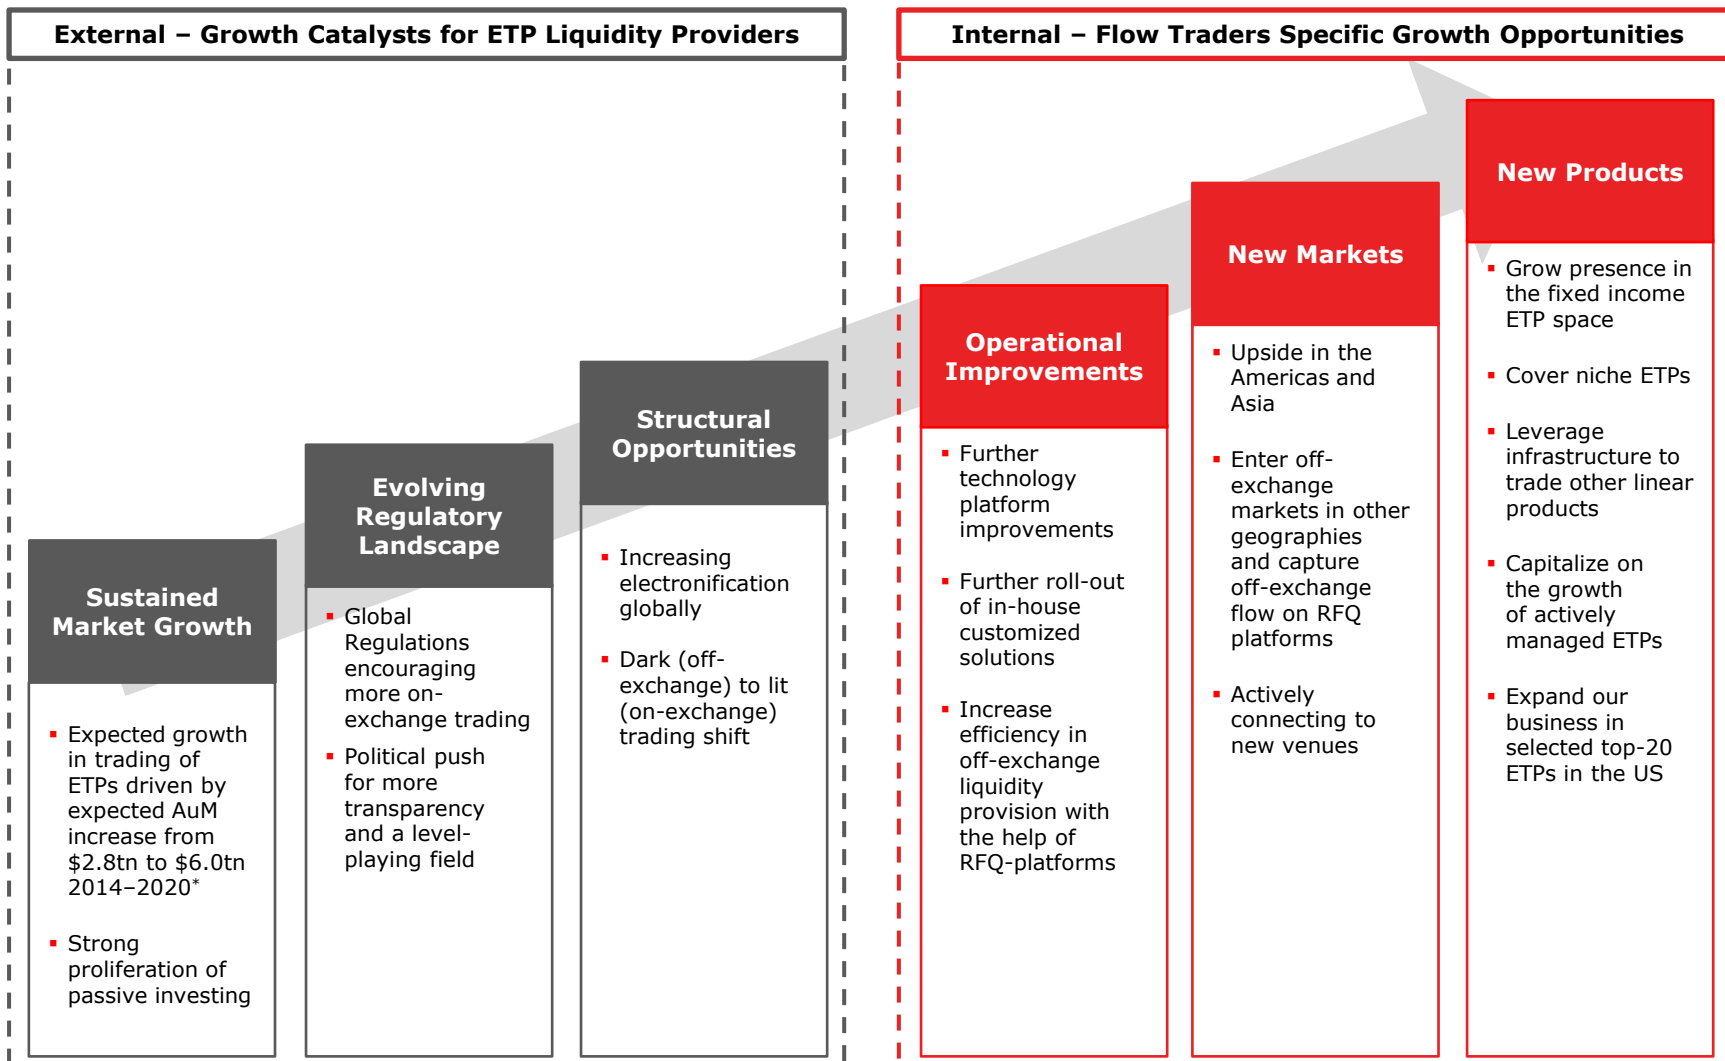 External – Growth Catalysts for ETP Liquidity Providers
Sustained
Market Growth
▪ Expected growth
in trading of
ETPs driven by
expected AuM
increase from
$2.8tn to $6.0tn
2014–2020*
▪ Strong
proliferation of
passive investing
Evolving
Regulatory
Landscape
▪ Global
Regulations
encouraging
more on-
exchange trading
▪ Political push
for more
transparency
and a level-
playing field
Structural
Opportunities
▪ Increasing
electronification
globally
▪ Dark (off-
exchange) to lit
(on-exchange)
trading shift
Internal – Flow Traders Specific Growth Opportunities
Operational
Improvements
▪ Further
technology
platform
improvements
▪ Further roll-out
of in-house
customized
solutions
▪ Increase
efficiency in
off-exchange
liquidity
provision with
the help of
RFQ-platforms
New Markets
▪ Upside in the
Americas and
Asia
▪ Enter off-
exchange
markets in other
geographies
and capture
off-exchange
flow on RFQ
platforms
▪ Actively
connecting to
new venues
New Products
▪ Grow presence in
the fixed income
ETP space
▪ Cover niche ETPs
▪ Leverage
infrastructure to
trade other linear
products
▪ Capitalize on
the growth
of actively
managed ETPs
▪ Expand our
business in
selected top-20
ETPs in the US